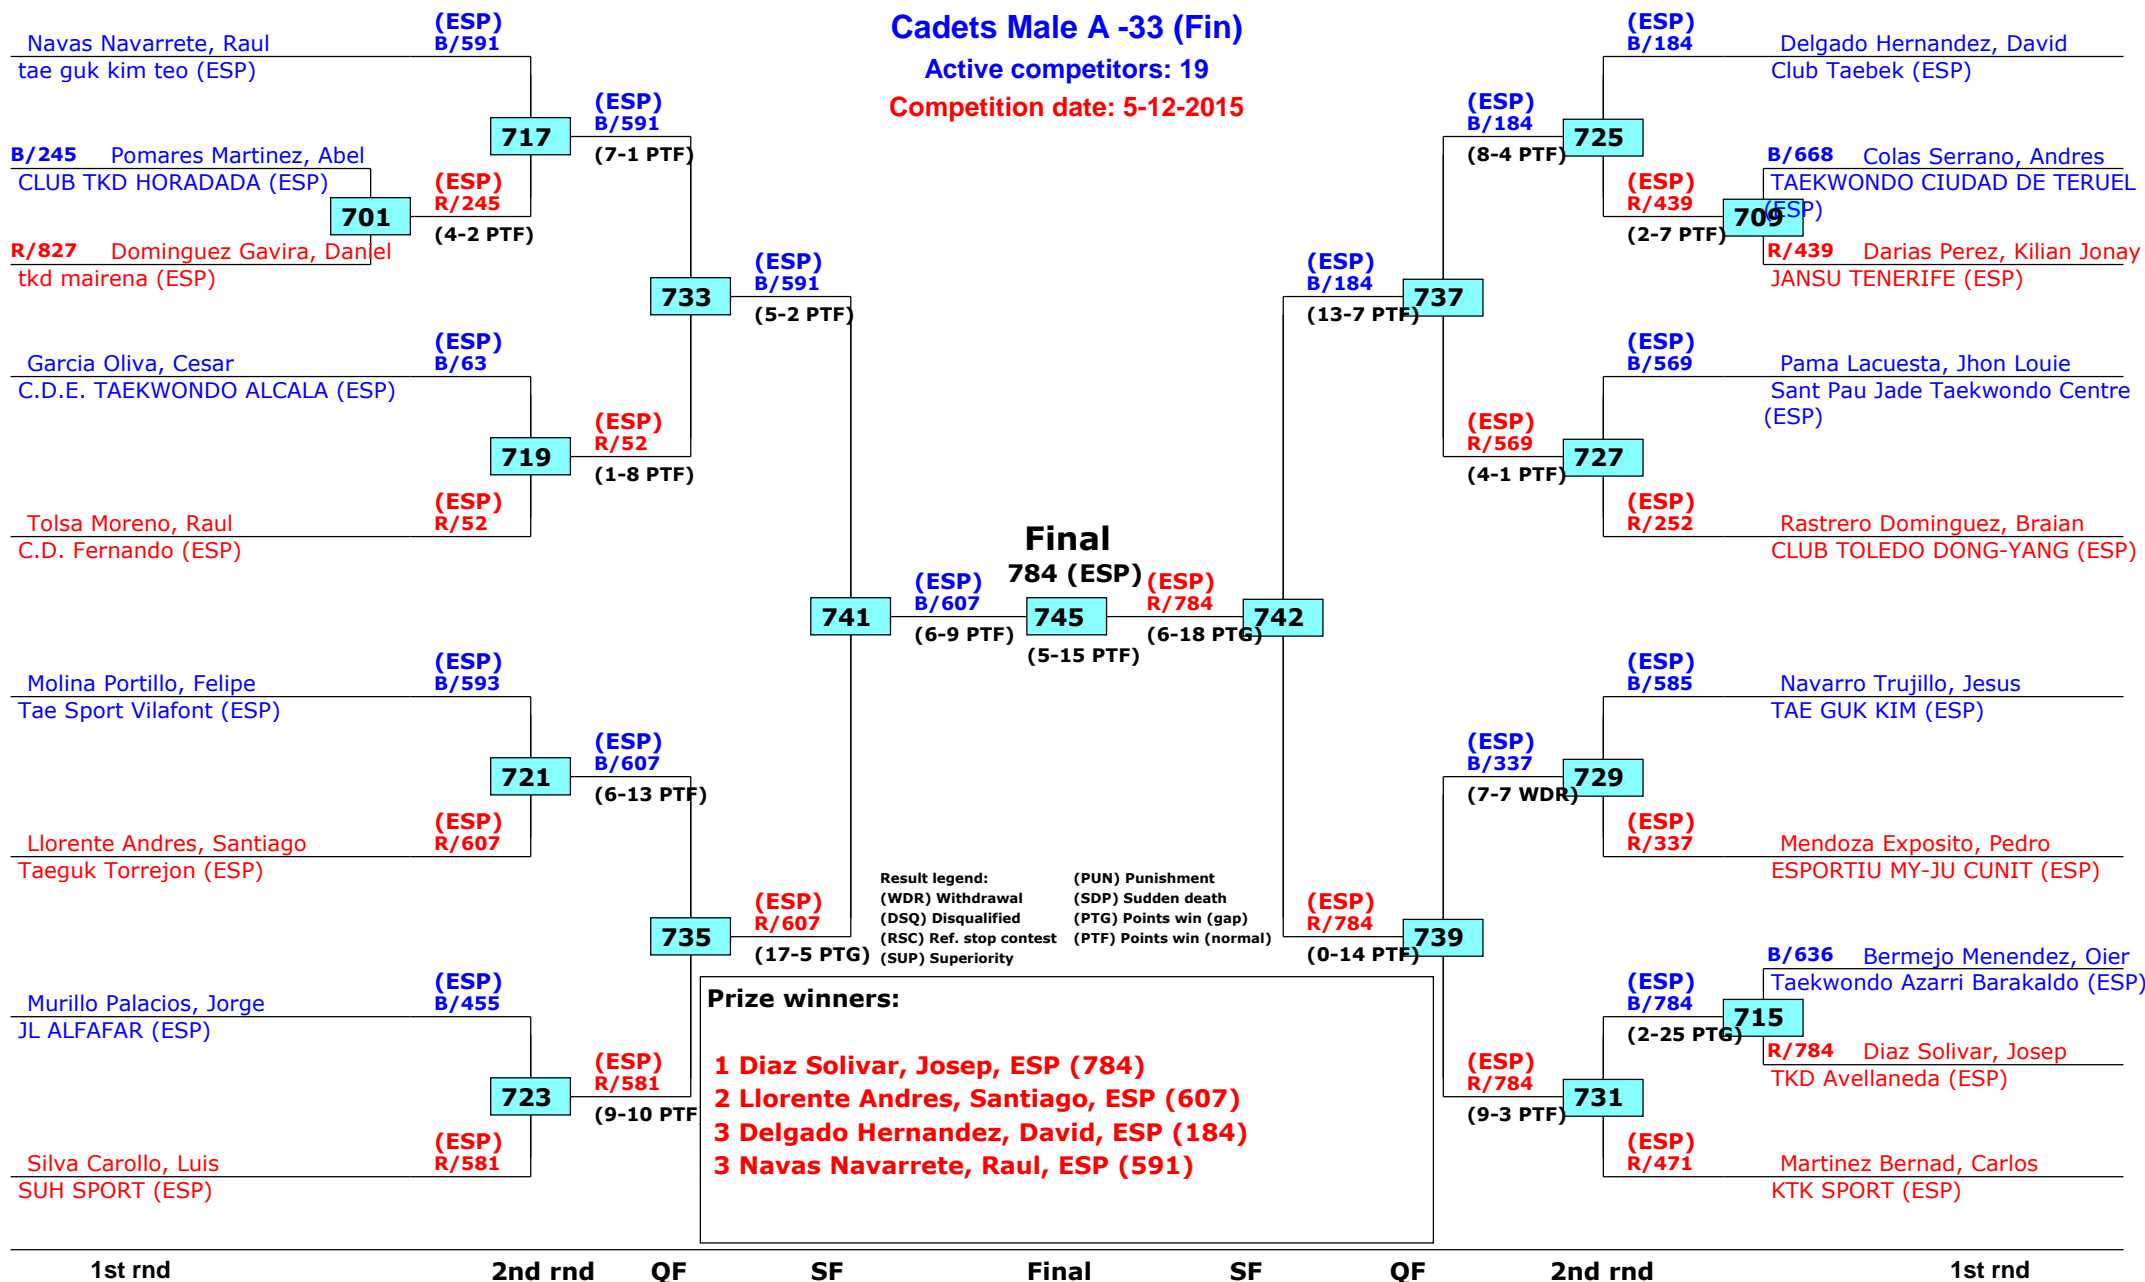 Cadets Male A -33 (Fin)
Active competitors: 19
Competition date: 5-12-2015
Navas Navarrete, Raul
tae guk kim teo (ESP)
(ESP)
B/591
B/245 Pomares Martinez, Abel
CLUB TKD HORADADA (ESP)
R/827 Dominguez Gavira, Daniel
tkd mairena (ESP)
701
(ESP)
R/245
(4-2 PTF)
717
(ESP)
B/591
(7-1 PTF)
Garcia Oliva, Cesar
C.D.E. TAEKWONDO ALCALA (ESP)
(ESP)
B/63
Tolsa Moreno, Raul
C.D. Fernando (ESP)
(ESP)
R/52
719
(ESP)
R/52
(1-8 PTF)
733
(ESP)
B/591
(5-2 PTF)
Molina Portillo, Felipe
Tae Sport Vilafont (ESP)
(ESP)
B/593
Llorente Andres, Santiago
Taeguk Torrejon (ESP)
(ESP)
R/607
721
(ESP)
B/607
(6-13 PTF)
Murillo Palacios, Jorge
JL ALFAFAR (ESP)
(ESP)
B/455
Silva Carollo, Luis
SUH SPORT (ESP)
(ESP)
R/581
723
(ESP)
R/581
(9-10 PTF
735
(ESP)
R/607
(17-5 PTG)
741
(ESP)
B/607
(6-9 PTF)
Final
784 (ESP)
745
(5-15 PTF)
(ESP)
R/784
(6-18 PTG)
742
(ESP)
B/184
(13-7 PTF)
737
(ESP)
B/184
(8-4 PTF)
725
(ESP)
B/184
Delgado Hernandez, David
Club Taebek (ESP)
(ESP)
R/439
(2-7 PTF)
709
B/668 Colas Serrano, Andres
TAEKWONDO CIUDAD DE TERUEL
(ESP)
R/439 Darias Perez, Kilian Jonay
JANSU TENERIFE (ESP)
(ESP)
R/569
(4-1 PTF)
727
(ESP)
B/569
Pama Lacuesta, Jhon Louie
Sant Pau Jade Taekwondo Centre
(ESP)
(ESP)
R/252
Rastrero Dominguez, Braian
CLUB TOLEDO DONG-YANG (ESP)
(ESP)
R/784
(0-14 PTF)
739
(ESP)
B/337
(7-7 WDR)
729
(ESP)
B/585
Navarro Trujillo, Jesus
TAE GUK KIM (ESP)
(ESP)
R/337
Mendoza Exposito, Pedro
ESPORTIU MY-JU CUNIT (ESP)
(ESP)
R/784
(9-3 PTF)
731
(ESP)
B/784
(2-25 PTG)
715
B/636 Bermejo Menendez, Oier
Taekwondo Azarri Barakaldo (ESP)
R/784 Diaz Solivar, Josep
TKD Avellaneda (ESP)
(ESP)
R/471
Martinez Bernad, Carlos
KTK SPORT (ESP)
Result legend: (PUN) Punishment
(WDR) Withdrawal (SDP) Sudden death
(DSQ) Disqualified (PTG) Points win (gap)
(RSC) Ref. stop contest (PTF) Points win (normal)
(SUP) Superiority
Prize winners:
1 Diaz Solivar, Josep, ESP (784)
2 Llorente Andres, Santiago, ESP (607)
3 Delgado Hernandez, David, ESP (184)
3 Navas Navarrete, Raul, ESP (591)
1st rnd 2nd rnd QF SF Final SF QF 2nd rnd 1st rnd